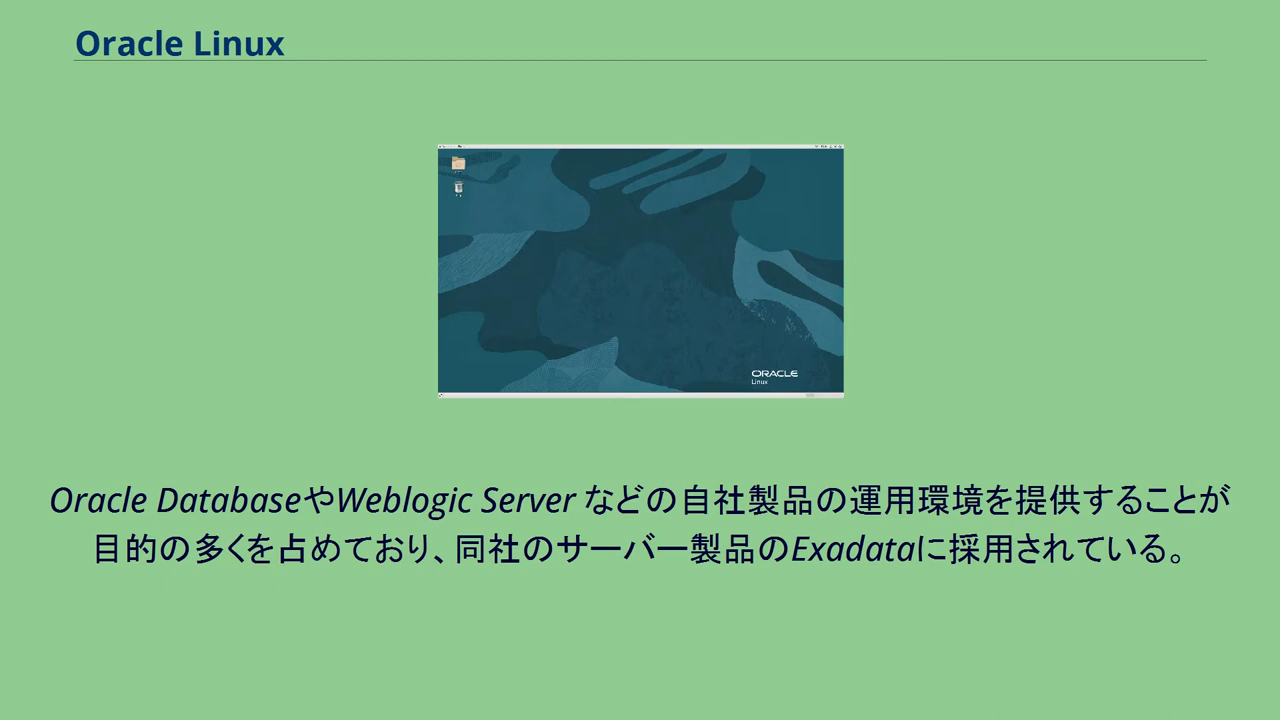 Oracle Linux
ORACLE
Linux
Oracle DatabaseやWeblogic Server などの自社製品の運用環境を提供することが
目的の多くを占めており、同社のサーバー製品のExadataに採用されている。